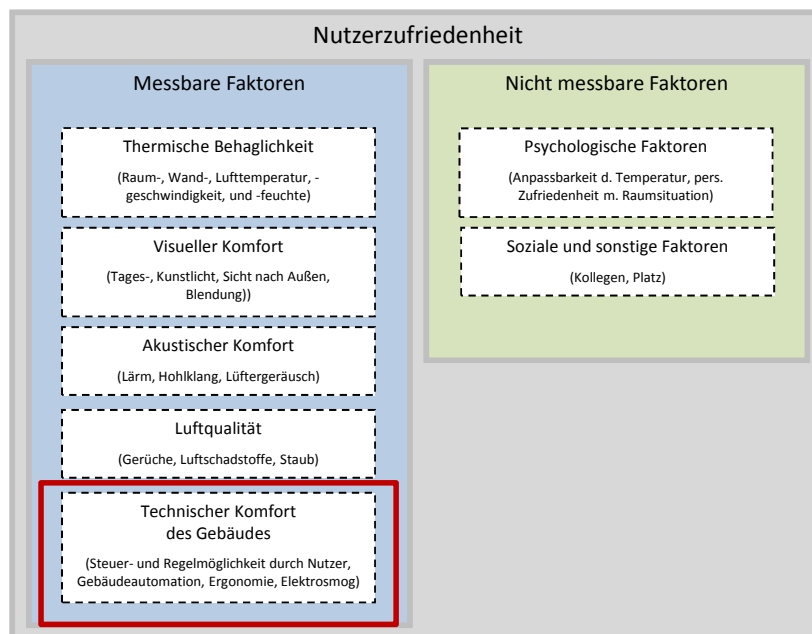 Nutzerzufriedenheit
Messbare Faktoren
Thermische Behaglichkeit
(Raum-, Wand-, Lufttemperatur, -
geschwindigkeit, und -feuchte)
Visueller Komfort
(Tages-, Kunstlicht, Sicht nach Außen,
Blendung))
Akustischer Komfort
(Lärm, Hohlklang, Lüftergeräusch)
Luftqualität
(Gerüche, Luftschadstoffe, Staub)
Technischer Komfort
des Gebäudes
(Steuer- und Regelmöglichkeit durch Nutzer,
Gebäudeautomation, Ergonomie, Elektrosmog)
Nicht messbare Faktoren
Psychologische Faktoren
(Anpassbarkeit d. Temperatur, pers.
Zufriedenheit m. Raumsituation)
Soziale und sonstige Faktoren
(Kollegen, Platz)